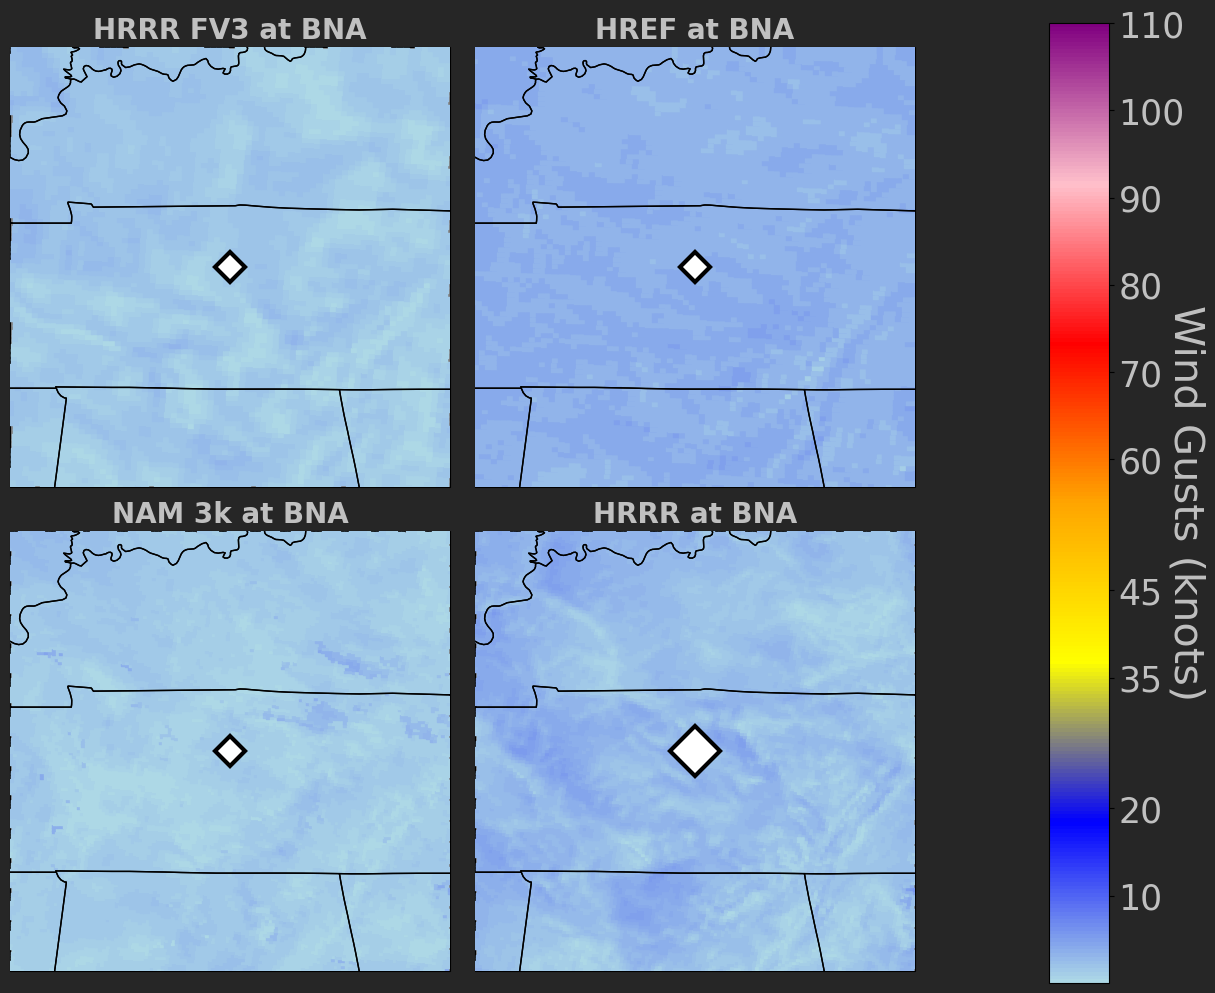 HRRR FV3 at BNA
HREF at BNA
NAM 3k at BNA
HRRR at BNA
110
100
90
80
70
60
45
35
20
10
Wind Gusts (knots)